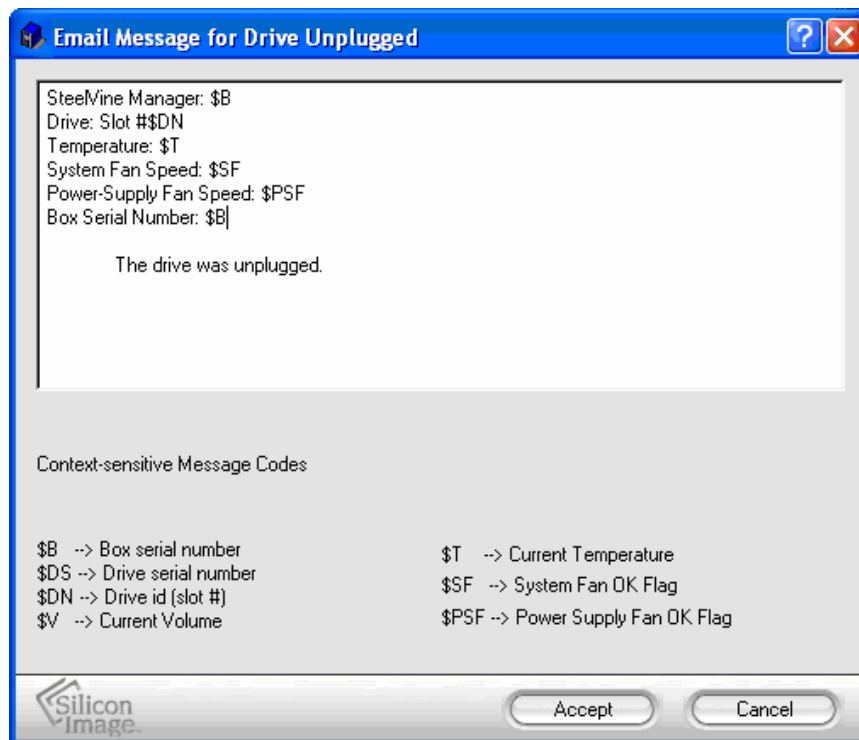 Email Message for Drive Unplugged
SteelVine Manager: $B
Drive: Slot #$DN
Temperature: $T
System Fan Speed: $SF
Power-Supply Fan Speed: $PSF
Box Serial Number: $B
The drive was unplugged.
Context-sensitive Message Codes
$B --> Box serial number
$DS --> Drive serial number
$DN --> Drive id (slot #)
$V --> Current Volume
$T --> Current Temperature
$SF --> System Fan OK Flag
$PSF --> Power Supply Fan OK Flag
Silicon
Image.
Accept
Cancel